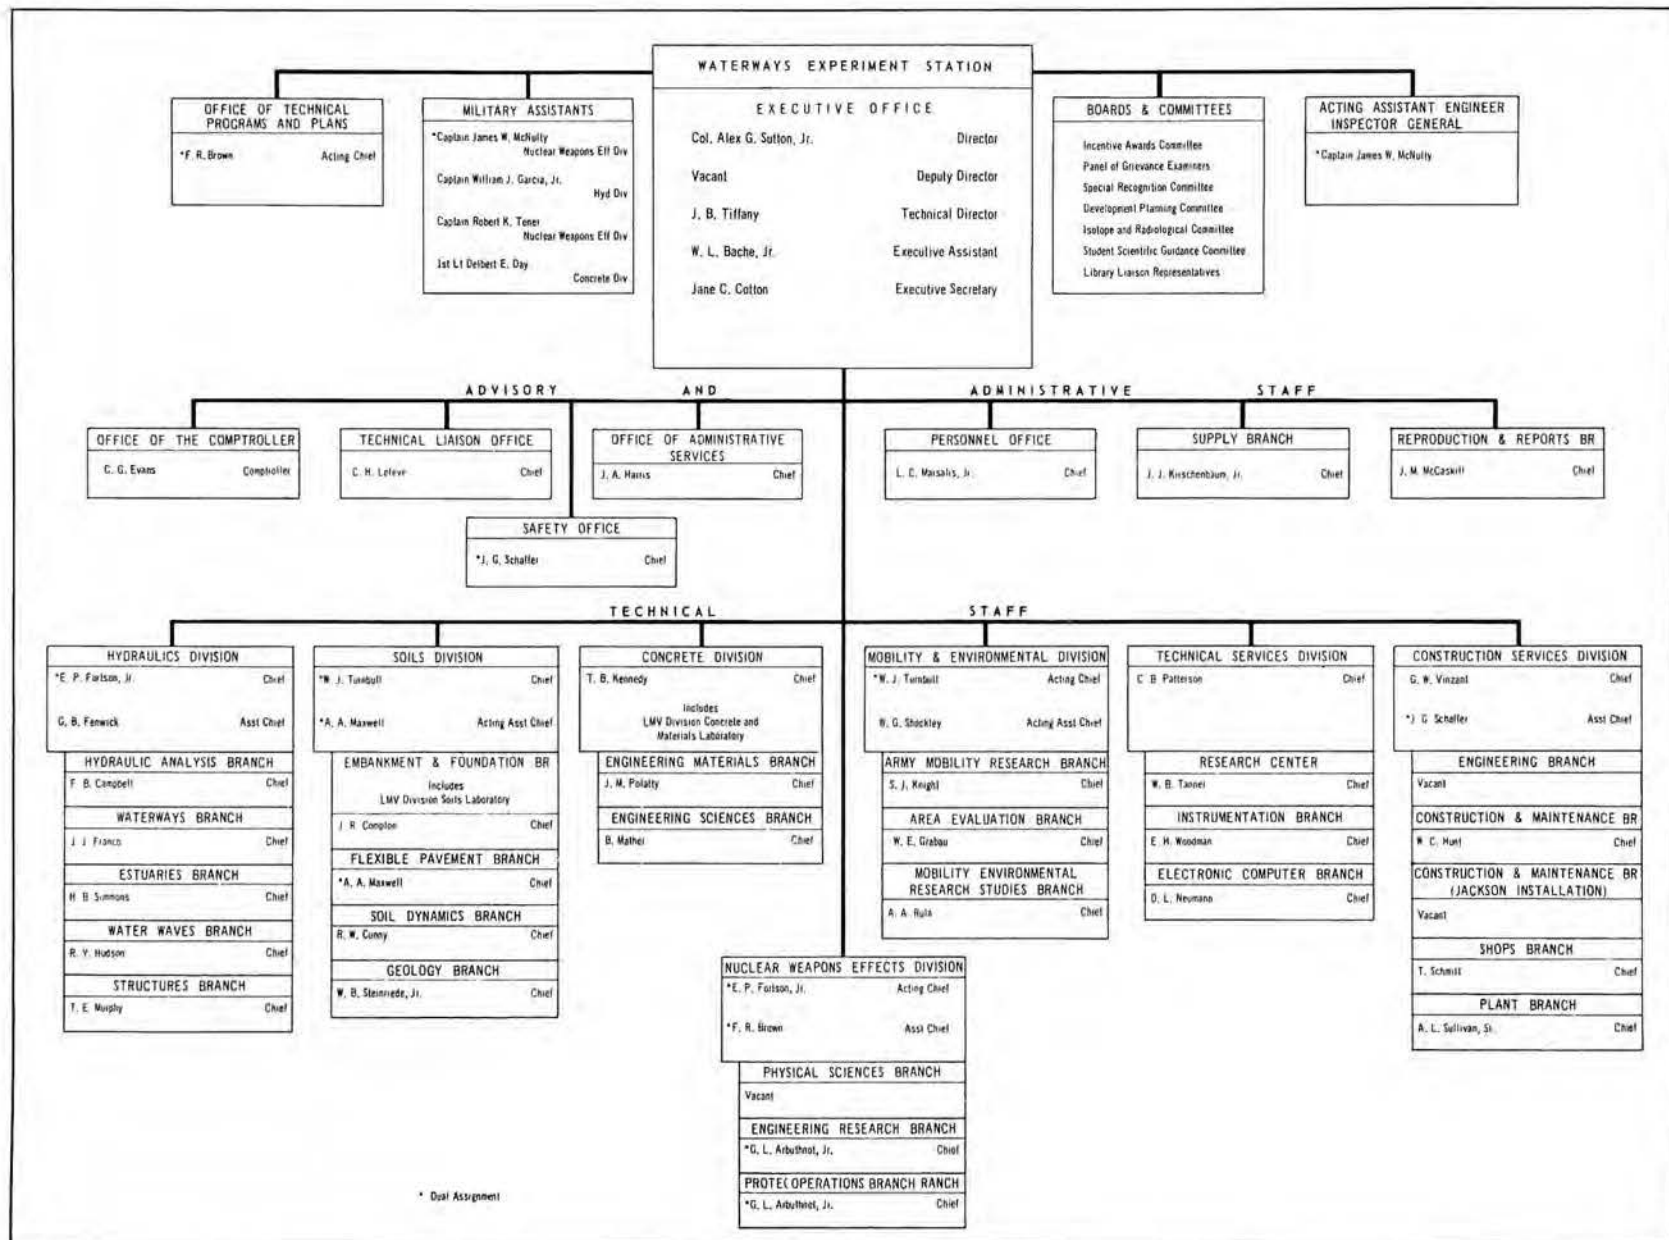 WATERWAYS EXPERIMENT STATION
EXECUTIVE OFFICE
Col. Alex G. Sutton, Jr. Director
Vacant Deputy Director
J. B. Tiffany Technical Director
W. L. Bache, Jr. Executive Assistant
Jane C. Cotton Executive Secretary
OFFICE OF TECHNICAL
PROGRAMS AND PLANS
*F. R. Brown Acting Chief
MILITARY ASSISTANTS
*Captain James W. McNulty
Nuclear Weapons Eff Div
Captain William J. Garcia, Jr.
Hyd Div
Captain Robert K. Tener
Nuclear Weapons Eff Div
1st Lt Delbert E. Day
Concrete Div
BOARDS & COMMITTEES
Incentive Awards Committee
Panel of Grievance Examiners
Special Recognition Committee
Development Planning Committee
Isotope and Radiological Committee
Student Scientific Guidance Committee
Library Liaison Representatives
ACTING ASSISTANT ENGINEER
INSPECTOR GENERAL
*Captain James W. McNulty
ADVISORY AND ADMINISTRATIVE STAFF
OFFICE OF THE COMPTROLLER
C. G. Evans Comptroller
TECHNICAL LIAISON OFFICE
C. H. Chief
OFFICE OF ADMINISTRATIVE
SERVICES
J. A. Harris Chief
PERSONNEL OFFICE
L. C. Marsalis, Jr. Chief
SUPPLY BRANCH
J. J. Kirschenbaum, Jr. Chief
REPRODUCTION & REPORTS BR
J. M. McCaskill Chief
SAFETY OFFICE
*J. G. Schaffer Chief
TECHNICAL STAFF
HYDRAULICS DIVISION
*E. P. Fortson, Jr. Chief
G. B. Fenwick Asst Chief
HYDRAULIC ANALYSIS BRANCH
F B Campbell Chief
WATERWAYS BRANCH
J J Franco Chief
ESTUARIES BRANCH
H B Simmons Chief
WATER WAVES BRANCH
R. Y. Hudson Chief
STRUCTURES BRANCH
T. E. Murphy Chief
SOILS DIVISION
*W. J. Turnbull Chief
*A. A. Maxwell Acting Asst Chief
EMBANKMENT & FOUNDATION BR
Includes
LMV Division Soils Laboratory
J R Compton Chief
FLEXIBLE PAVEMENT BRANCH
*A. A. Maxwell Chief
SOIL DYNAMICS BRANCH
R. W. Cunny Chief
GEOLOGY BRANCH
W. B. Steinriede, Jr. Chief
CONCRETE DIVISION
T. B. Kennedy Chief
Includes
LMV Division Concrete and
Materials Laboratory
ENGINEERING MATERIALS BRANCH
J. M. Polatty Chief
ENGINEERING SCIENCES BRANCH
B. Mather Chief
MOBILITY & ENVIRONMENTAL DIVISION
*W. J. Turnbull Acting Chief
W. G. Shockley Acting Asst Chief
ARMY MOBILITY RESEARCH BRANCH
S. J. Knight Chief
AREA EVALUATION BRANCH
W. E. Grabau Chief
MOBILITY ENVIRONMENTAL
RESEARCH STUDIES BRANCH
A. A. Rula Chief
TECHNICAL SERVICES DIVISION
C B Patterson Chief
RESEARCH CENTER
W. B. Tanner Chief
INSTRUMENTATION BRANCH
E. H. Woodman Chief
ELECTRONIC COMPUTER BRANCH
D. L. Neumann Chief
CONSTRUCTION SERVICES DIVISION
G. W. Vinzant Chief
*J G Schaffer Asst Chief
ENGINEERING BRANCH
Vacant
CONSTRUCTION & MAINTENANCE BR
W C. Hunt Chief
CONSTRUCTION & MAINTENANCE BR
(JACKSON INSTALLATION)
Vacant
SHOPS BRANCH
T. Schmitt Chief
PLANT BRANCH
A. L. Sullivan, Sr. Chief
NUCLEAR WEAPONS EFFECTS DIVISION
*E. P. Fortson, Jr. Acting Chief
*F. R. Brown Asst Chief
PHYSICAL SCIENCES BRANCH
Vacant
ENGINEERING RESEARCH BRANCH
*G. L. Arbuthnot, Jr. Chief
PROTEC OPERATIONS BRANCH RANCH
*G. L. Arbuthnot, Jr. Chief
* Dual Assignment